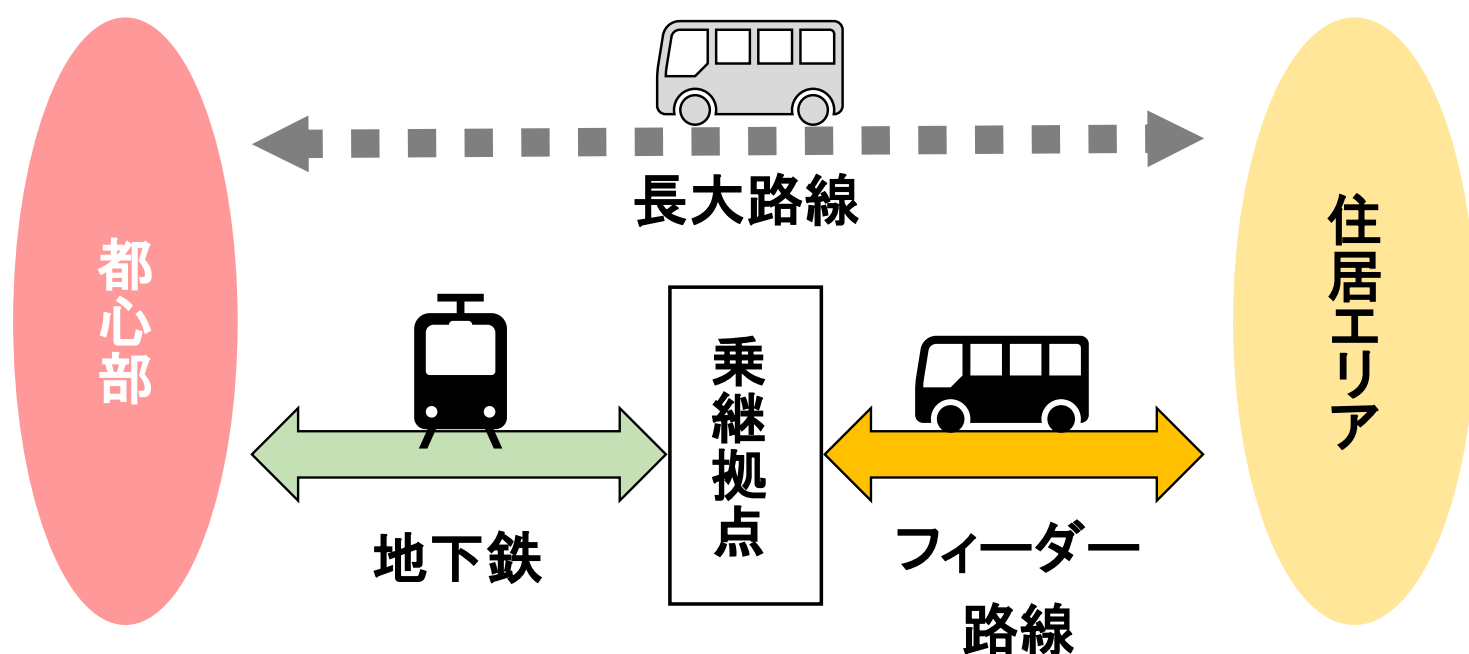 長大路線
都心部
住居エリア
乗継拠点
地下鉄
フィーダー
路線